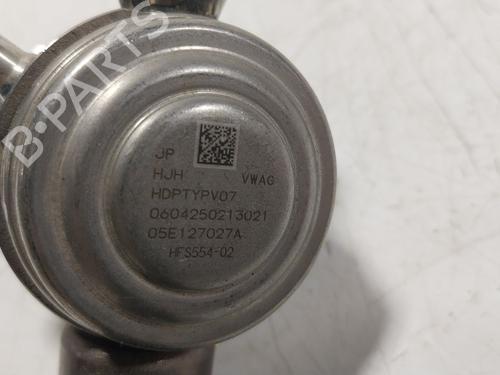 B-PARTS
JP
HJH VWAG
HDPTYPV07
0604250213021
05E127027A
HFS554-02